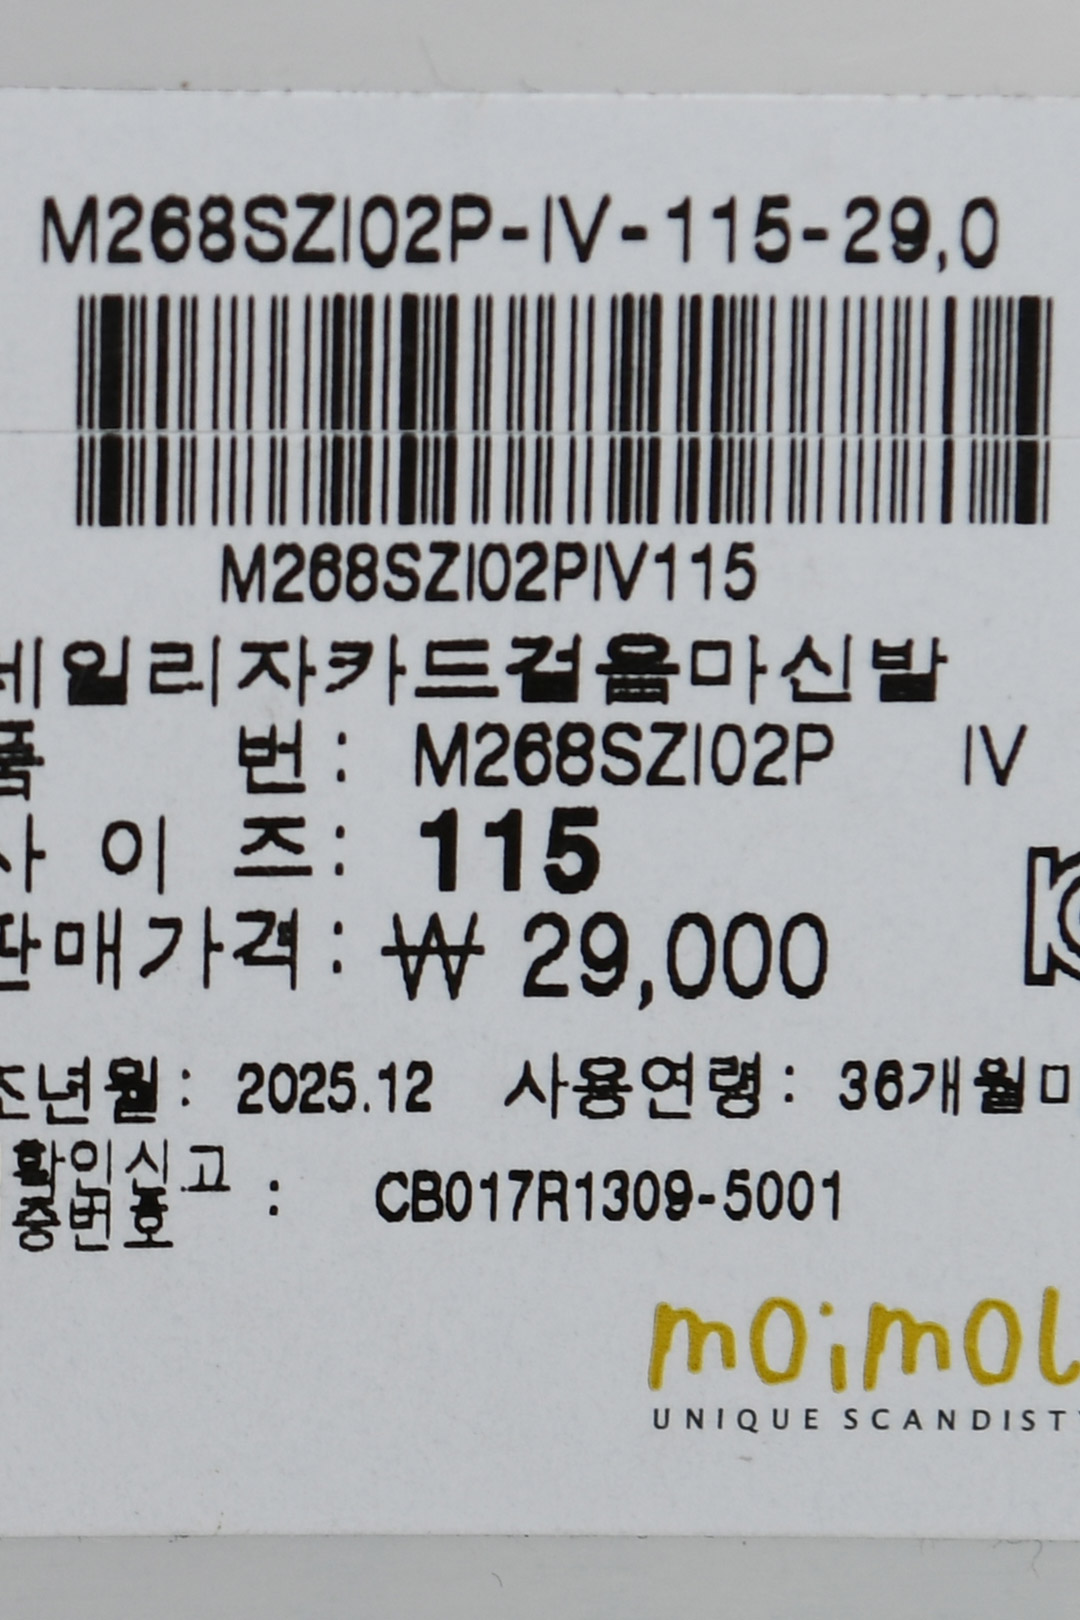 M268SZI02P-IV-115-29,0
M268SZI02PIV115
네일리자카드걸음마신발
품 번: M268SZI02P IV
사 이 즈: 115
판매가격: ₩ 29,000
조년월: 2025.12 사용연령: 36개월미
확인신고 :
증번호 CB017R1309-5001
moimol
UNIQUE SCANDIST